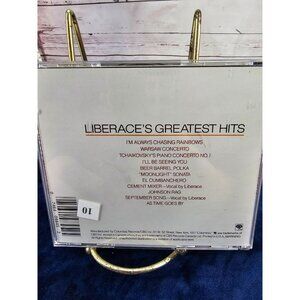 LIBERACE'S GREATEST HITS
I'M ALWAYS CHASING RAINBOWS
WARSAW CONCERTO
TCHAIKOVSKY'S PIANO CONCERTO NO. 1
I'LL BE SEEING YOU
BEER BARREL POLKA
"MOONLIGHT" SONATA
EL CUMBANCHERO
CEMENT MIXER - Vocal by Liberace
JOHNSON RAG
SEPTEMBER SONG - Vocal by Liberace
AS TIME GOES BY
10